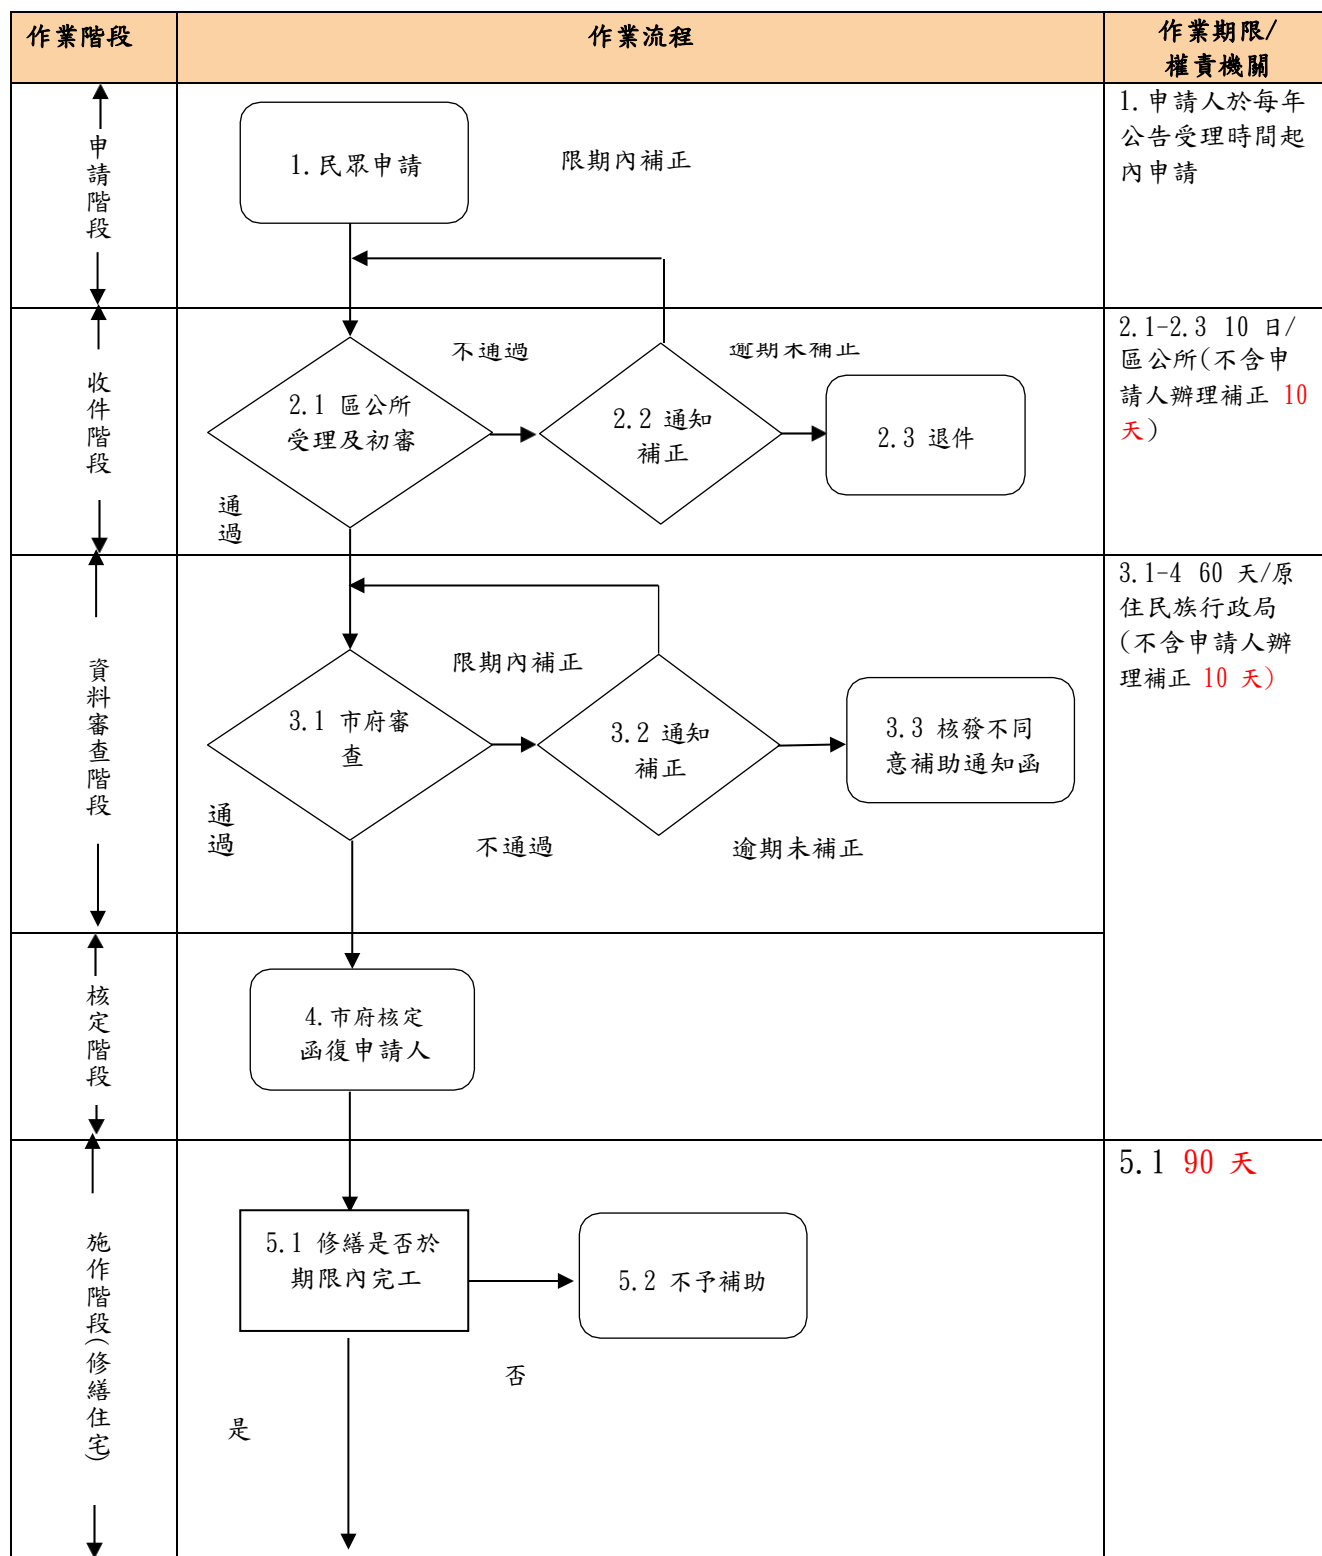 作業階段
作業流程
作業期限/
權責機關
申請階段
1.民眾申請
限期內補正
1.申請人於每年
公告受理時間起
內申請
收件階段
不通過
逾期未補正
2.1 區公所
受理及初審
2.2 通知
補正
2.3 退件
通
過
2.1-2.3 10 日/
區公所(不含申
請人辦理補正 10
天)
資料審查階段
限期內補正
3.1 市府審
查
3.2 通知
補正
3.3 核發不同
意補助通知函
通
過
不通過
逾期未補正
3.1-4 60 天/原
住民族行政局
(不含申請人辦
理補正 10 天)
核定階段
4.市府核定
函復申請人
施作階段(修繕住宅)
5.1 修繕是否於
期限內完工
5.2 不予補助
否
是
5.1 90 天